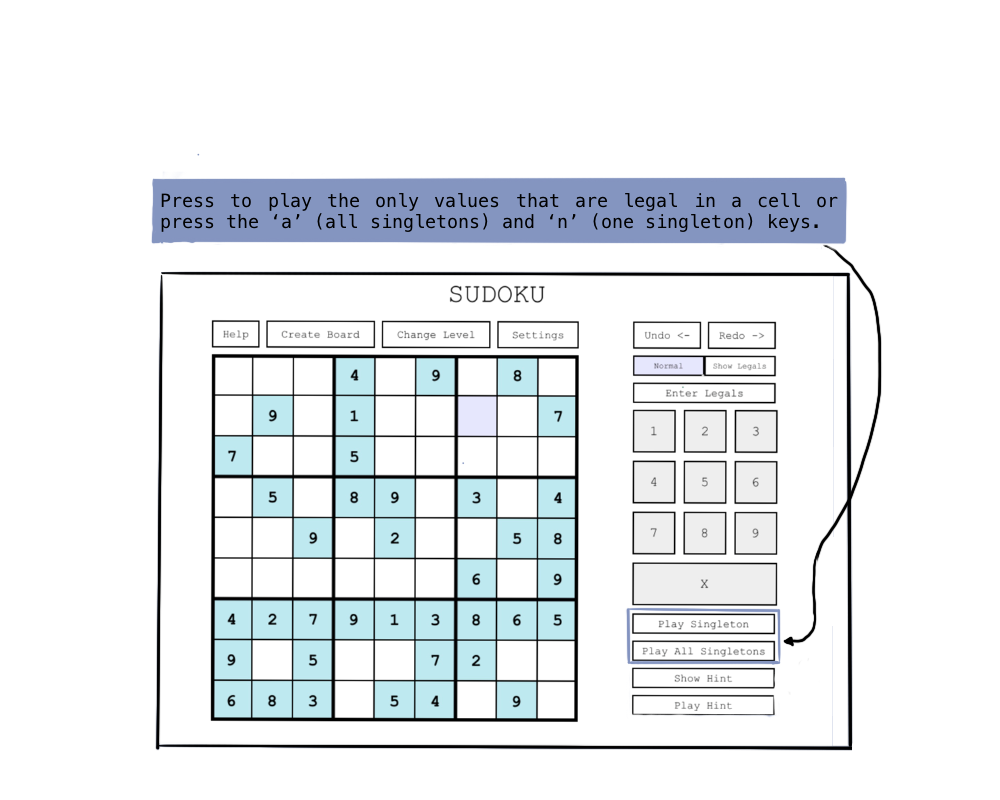 Press to play the only values that are legal in a cell or
press the ‘a’ (all singletons) and ‘n’ (one singleton) keys.
SUDOKU
Help Create Board Change Level Settings Undo <- Redo ->
Normal Show Legals
Enter Legals
4 9 8
9 1 7
7 5
5 8 9 3 4
9 2 5 8
6 9
4 2 7 9 1 3 8 6 5
9 5 7 2
6 8 3 5 4 9
1 2 3
4 5 6
7 8 9
X
Play Singleton
Play All Singletons
Show Hint
Play Hint